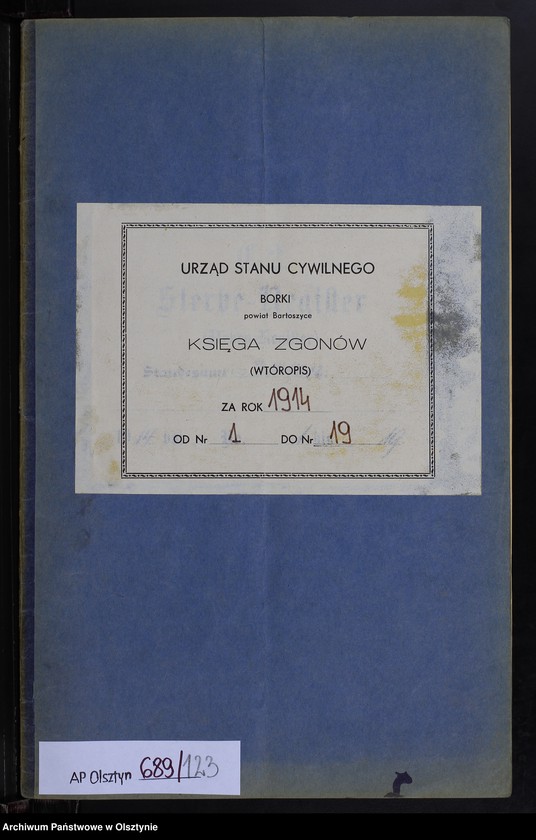 URZĄD STANU CYWILNEGO
BORKI
powiat Bartoszyce
KSIĘGA ZGONÓW
(WTÓROPIS)
ZA ROK 1914
OD Nr 1 DO Nr 19
AP Olsztyn 689/123
Archiwum Państwowe w Olsztynie